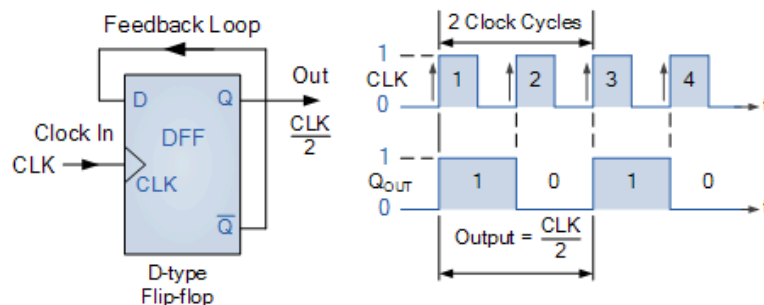 Feedback Loop
D
Q
Out
CLK
2
Clock In
DFF
CLK
CLK
Q̅
D-type
Flip-flop
2 Clock Cycles
1
CLK
0
1
2
3
4
t
1
Q_OUT
0
1
0
1
0
t
Output = CLK
2